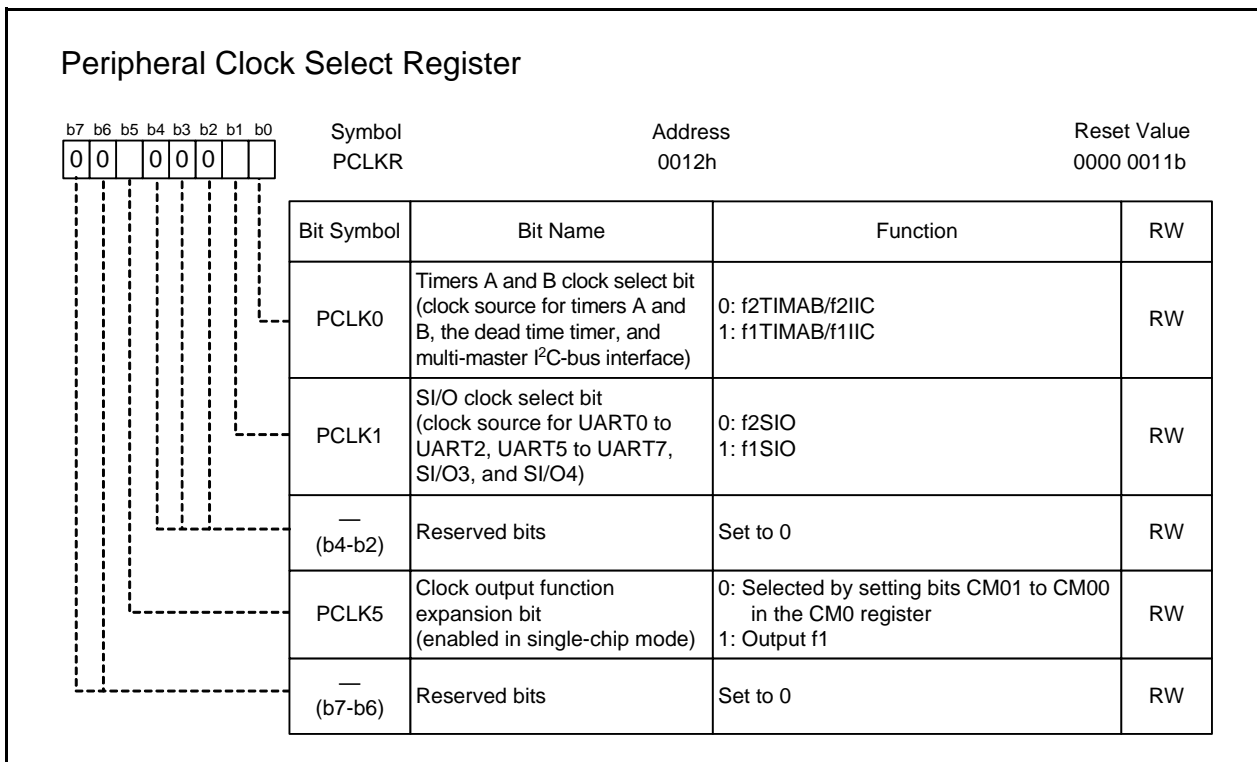 Peripheral Clock Select Register
b7 b6 b5 b4 b3 b2 b1 b0
0 0 0 0 0
Symbol
PCLKR
Address
0012h
Reset Value
0000 0011b
Bit Symbol
Bit Name
Function
RW
PCLK0
Timers A and B clock select bit
(clock source for timers A and
B, the dead time timer, and
multi-master I²C-bus interface)
0: f2TIMAB/f2IIC
1: f1TIMAB/f1IIC
RW
PCLK1
SI/O clock select bit
(clock source for UART0 to
UART2, UART5 to UART7,
SI/O3, and SI/O4)
0: f2SIO
1: f1SIO
RW
—
(b4-b2)
Reserved bits
Set to 0
RW
PCLK5
Clock output function
expansion bit
(enabled in single-chip mode)
0: Selected by setting bits CM01 to CM00
in the CM0 register
1: Output f1
RW
—
(b7-b6)
Reserved bits
Set to 0
RW